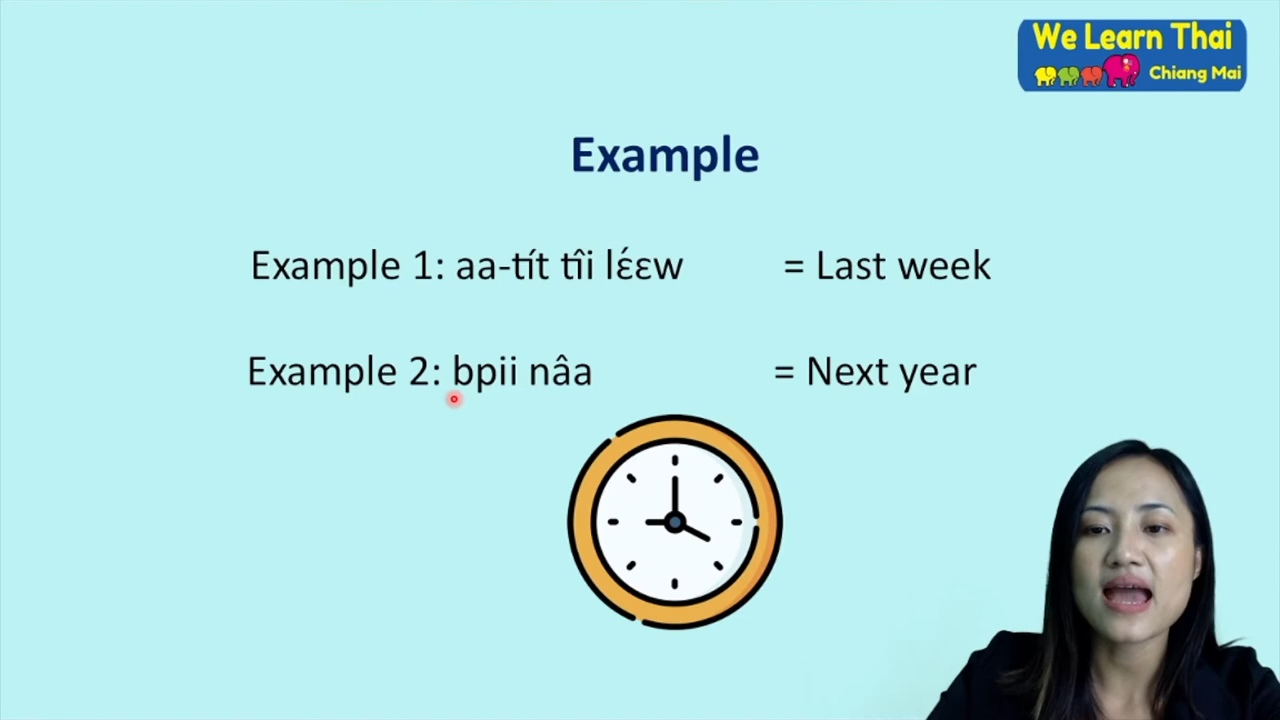 We Learn Thai
Chiang Mai
Example
Example 1: aa-tít tîi lɛ́ɛw = Last week
Example 2: bpii nâa = Next year